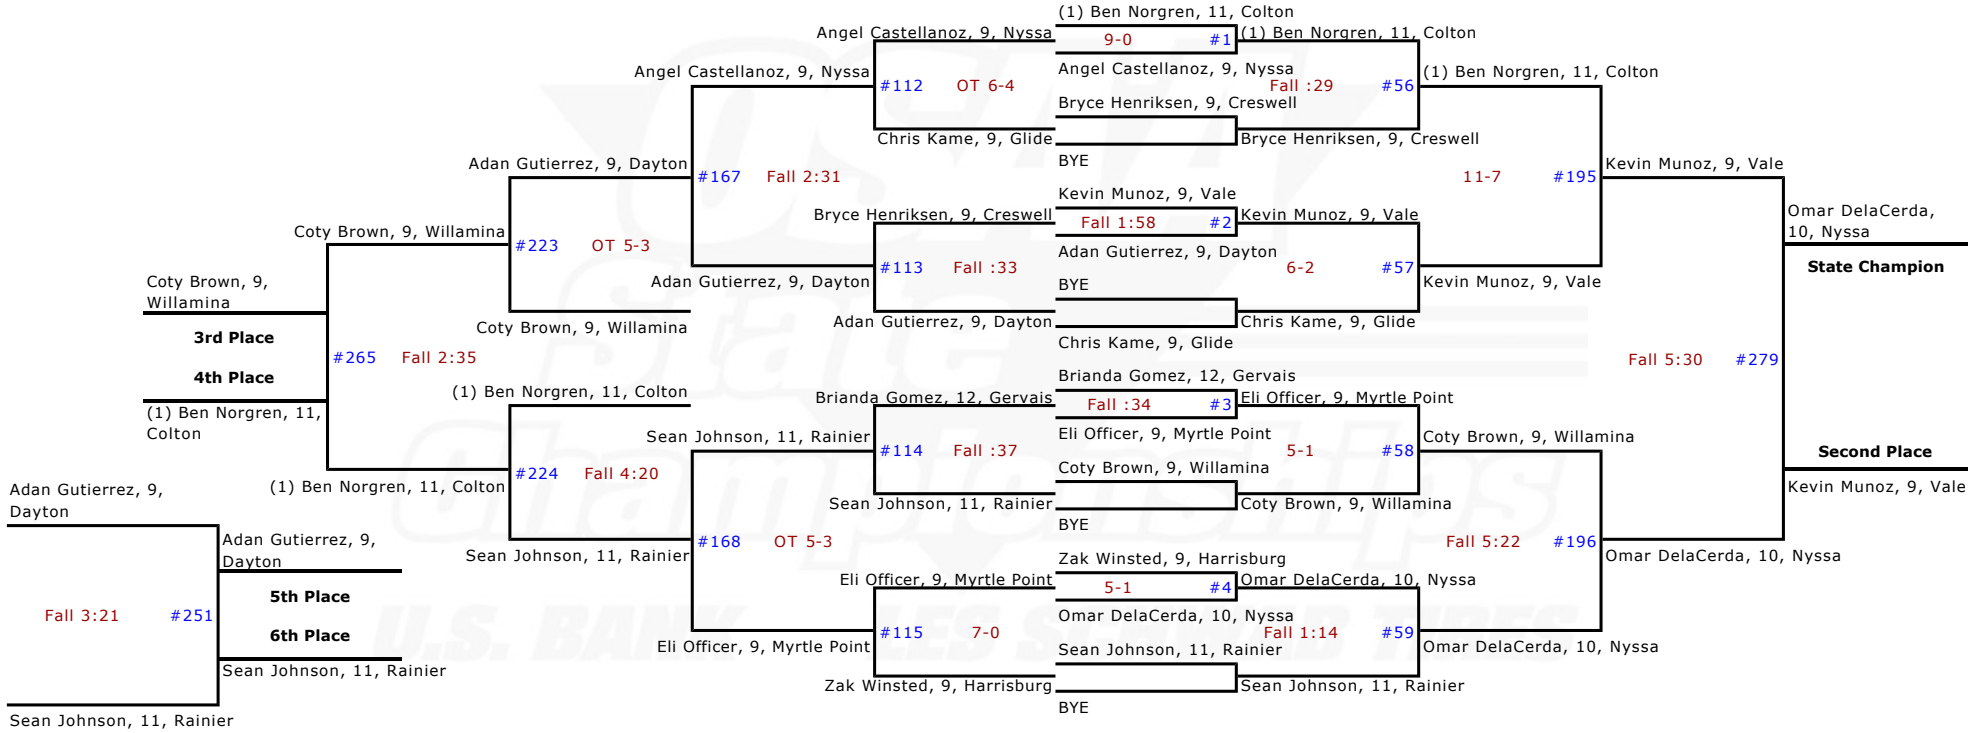 (1) Ben Norgren, 11, Colton
Angel Castellanoz, 9, Nyssa
9-0 #1
(1) Ben Norgren, 11, Colton
Angel Castellanoz, 9, Nyssa
Angel Castellanoz, 9, Nyssa
(1) Ben Norgren, 11, Colton
#112 OT 6-4
Fall :29 #56
Bryce Henriksen, 9, Creswell
Chris Kame, 9, Glide
Bryce Henriksen, 9, Creswell
BYE
Adan Gutierrez, 9, Dayton
Kevin Munoz, 9, Vale
#167 Fall 2:31
11-7 #195
Kevin Munoz, 9, Vale
Bryce Henriksen, 9, Creswell
Fall 1:58 #2
Kevin Munoz, 9, Vale
Omar DelaCerda,
10, Nyssa
Coty Brown, 9, Willamina
#223 OT 5-3
Adan Gutierrez, 9, Dayton
#113 Fall :33
6-2 #57
State Champion
Adan Gutierrez, 9, Dayton
BYE
Kevin Munoz, 9, Vale
Coty Brown, 9,
Willamina
Coty Brown, 9, Willamina
Adan Gutierrez, 9, Dayton
Chris Kame, 9, Glide
3rd Place
Chris Kame, 9, Glide
#265 Fall 2:35
Fall 5:30 #279
4th Place
Brianda Gomez, 12, Gervais
(1) Ben Norgren, 11, Colton
Brianda Gomez, 12, Gervais
Fall :34 #3
Eli Officer, 9, Myrtle Point
(1) Ben Norgren, 11,
Colton
Sean Johnson, 11, Rainier
Eli Officer, 9, Myrtle Point
Coty Brown, 9, Willamina
#114 Fall :37
5-1 #58
Second Place
Coty Brown, 9, Willamina
#224 Fall 4:20
(1) Ben Norgren, 11, Colton
Kevin Munoz, 9, Vale
Adan Gutierrez, 9,
Dayton
Sean Johnson, 11, Rainier
Coty Brown, 9, Willamina
BYE
Adan Gutierrez, 9,
Dayton
#168 OT 5-3
Fall 5:22 #196
Sean Johnson, 11, Rainier
Zak Winsted, 9, Harrisburg
Omar DelaCerda, 10, Nyssa
Eli Officer, 9, Myrtle Point
5-1 #4
Omar DelaCerda, 10, Nyssa
5th Place
Fall 3:21 #251
Omar DelaCerda, 10, Nyssa
6th Place
#115 7-0
Fall 1:14 #59
Eli Officer, 9, Myrtle Point
Sean Johnson, 11, Rainier
Omar DelaCerda, 10, Nyssa
Sean Johnson, 11, Rainier
Zak Winsted, 9, Harrisburg
Sean Johnson, 11, Rainier
BYE
Sean Johnson, 11, Rainier
OSAA
State
Championships
U.S. BANK LES SCHWAB TIRES